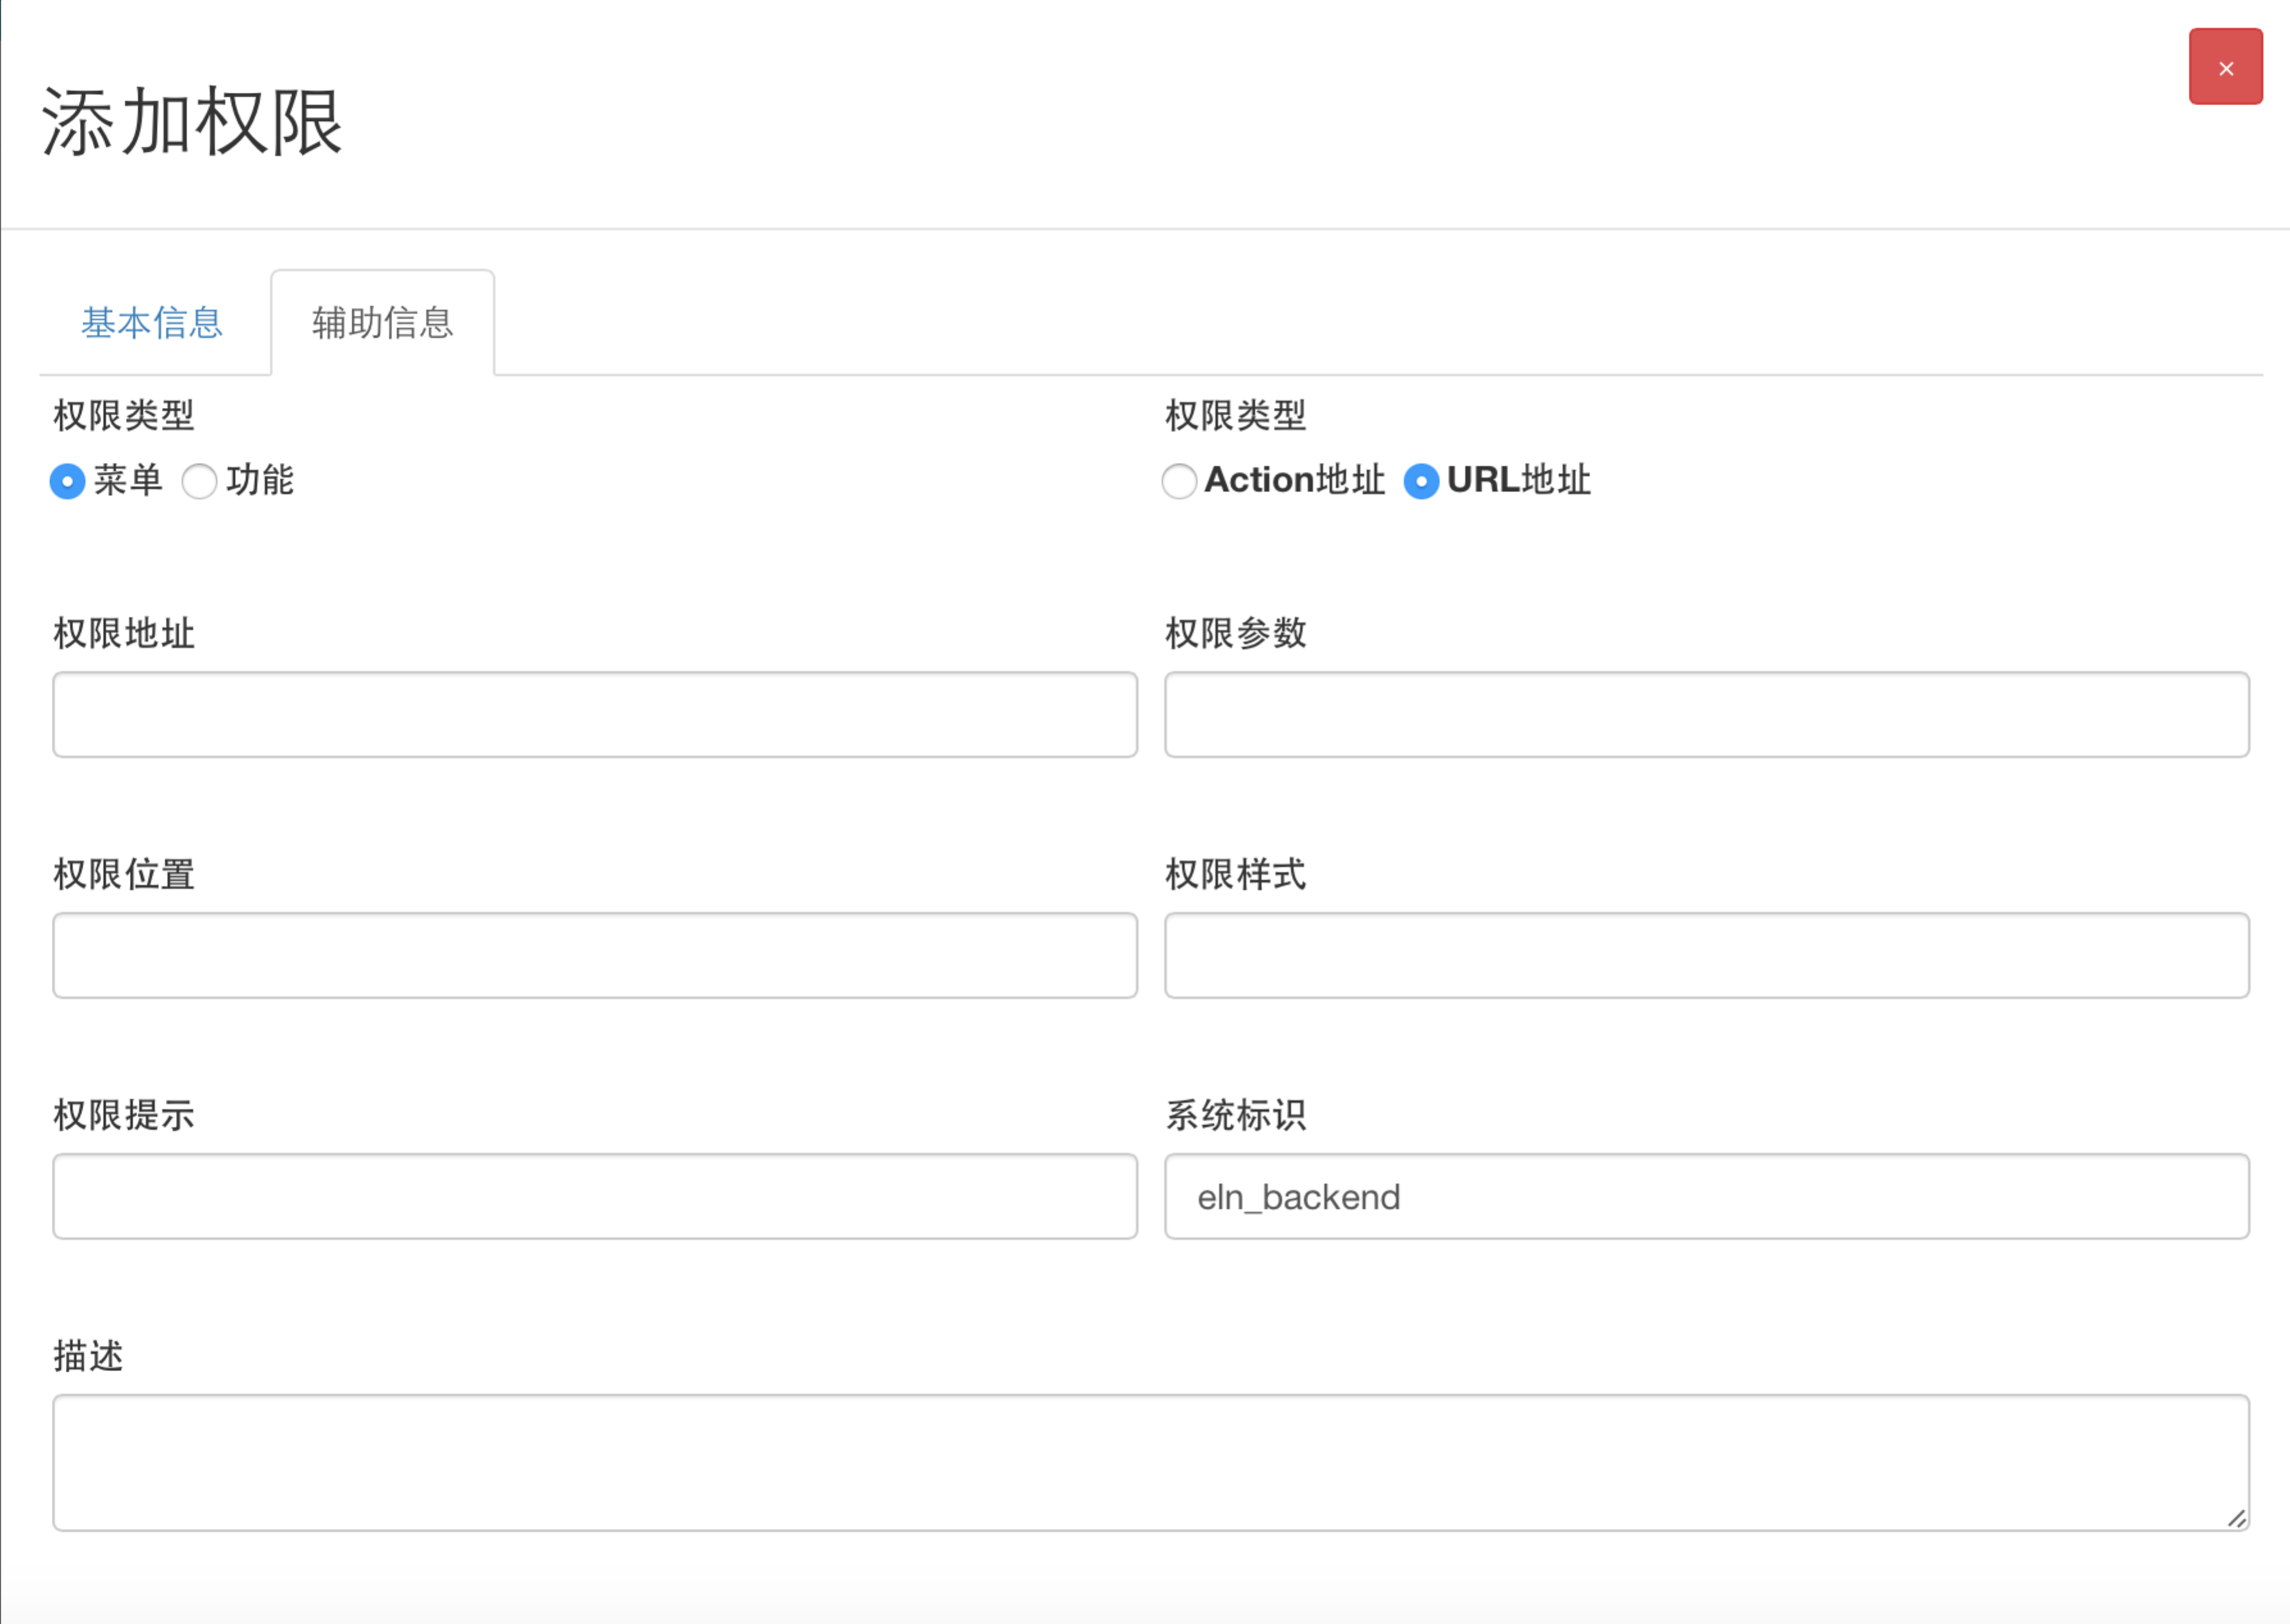 添加权限
×
基本信息 辅助信息
权限类型 权限类型
菜单 功能 Action地址 URL地址
权限地址 权限参数
权限位置 权限样式
权限提示 系统标识
eln_backend
描述